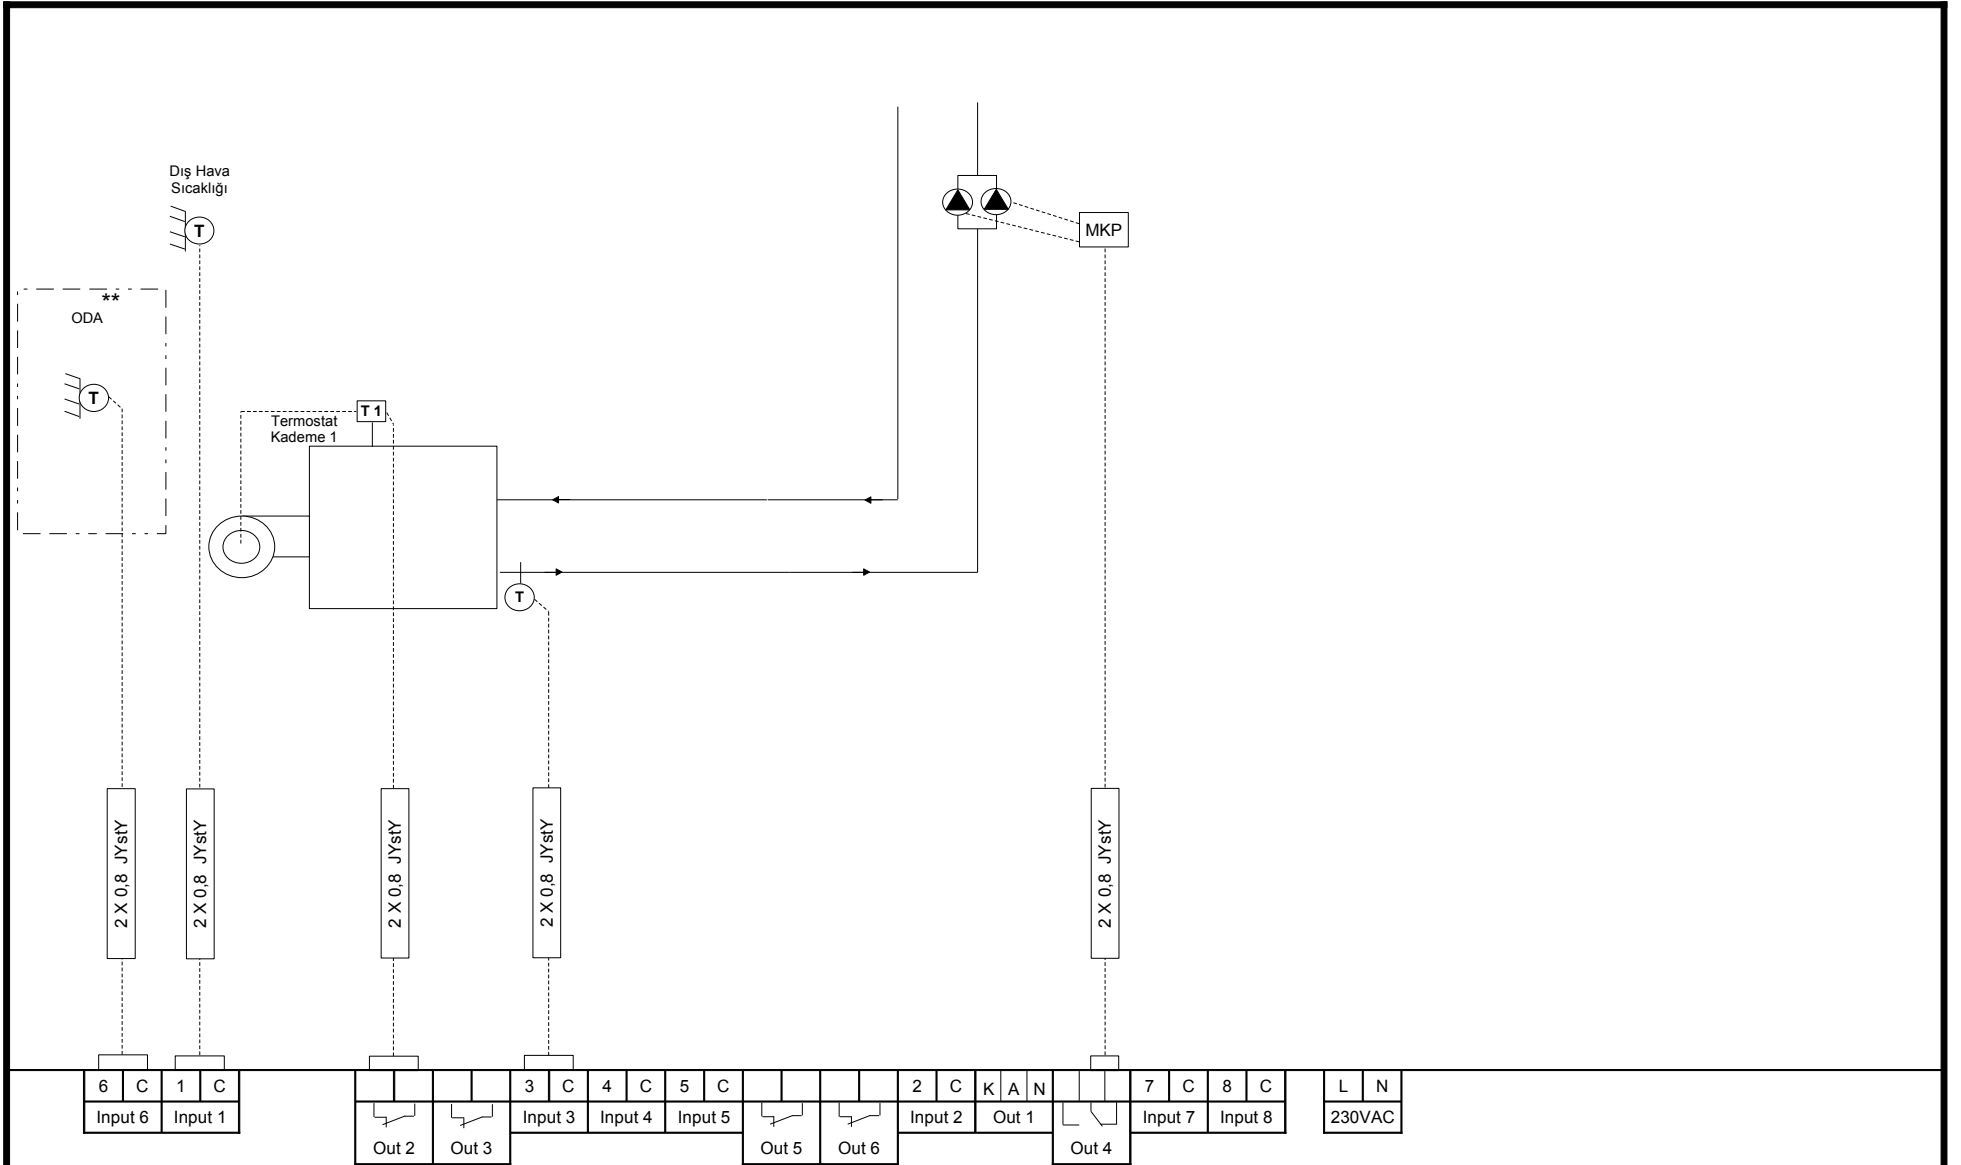 Dış Hava
Sıcaklığı
T
MKP
**
ODA
T
T 1
Termostat
Kademe 1
T
2 X 0,8 JYstY
2 X 0,8 JYstY
2 X 0,8 JYstY
2 X 0,8 JYstY
2 X 0,8 JYstY
6 C 1 C 3 C 4 C 5 C 2 C K A N 7 C 8 C L N
Input 6 Input 1 Input 3 Input 4 Input 5 Input 2 Out 1 Input 7 Input 8 230VAC
Out 2 Out 3 Out 5 Out 6 Out 4